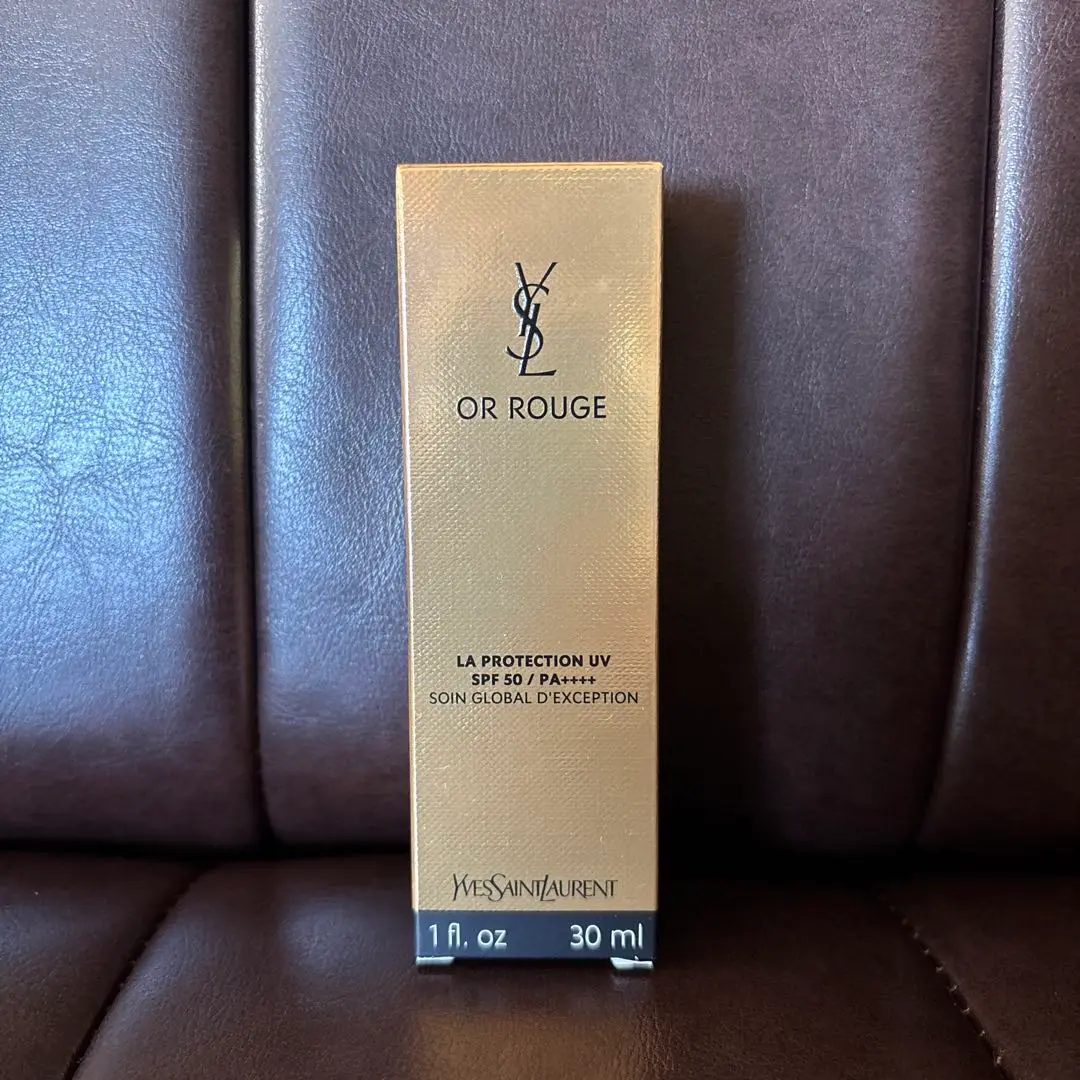 YSL
OR ROUGE
LA PROTECTION UV
SPF 50 / PA++++
SOIN GLOBAL D'EXCEPTION
YVESSAINTLAURENT
1 fl. oz 30 ml